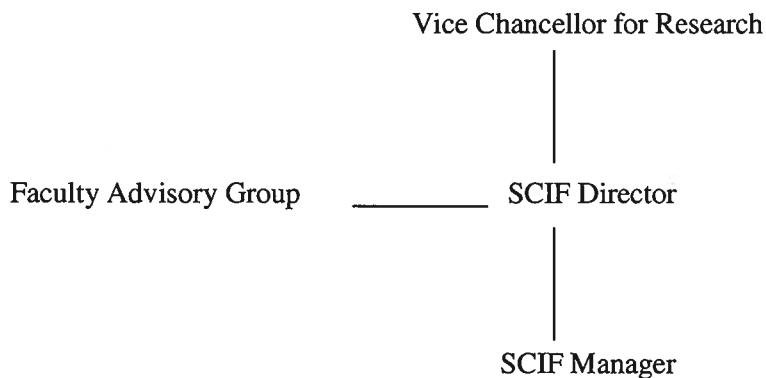 Vice Chancellor for Research
Faculty Advisory Group
SCIF Director
SCIF Manager